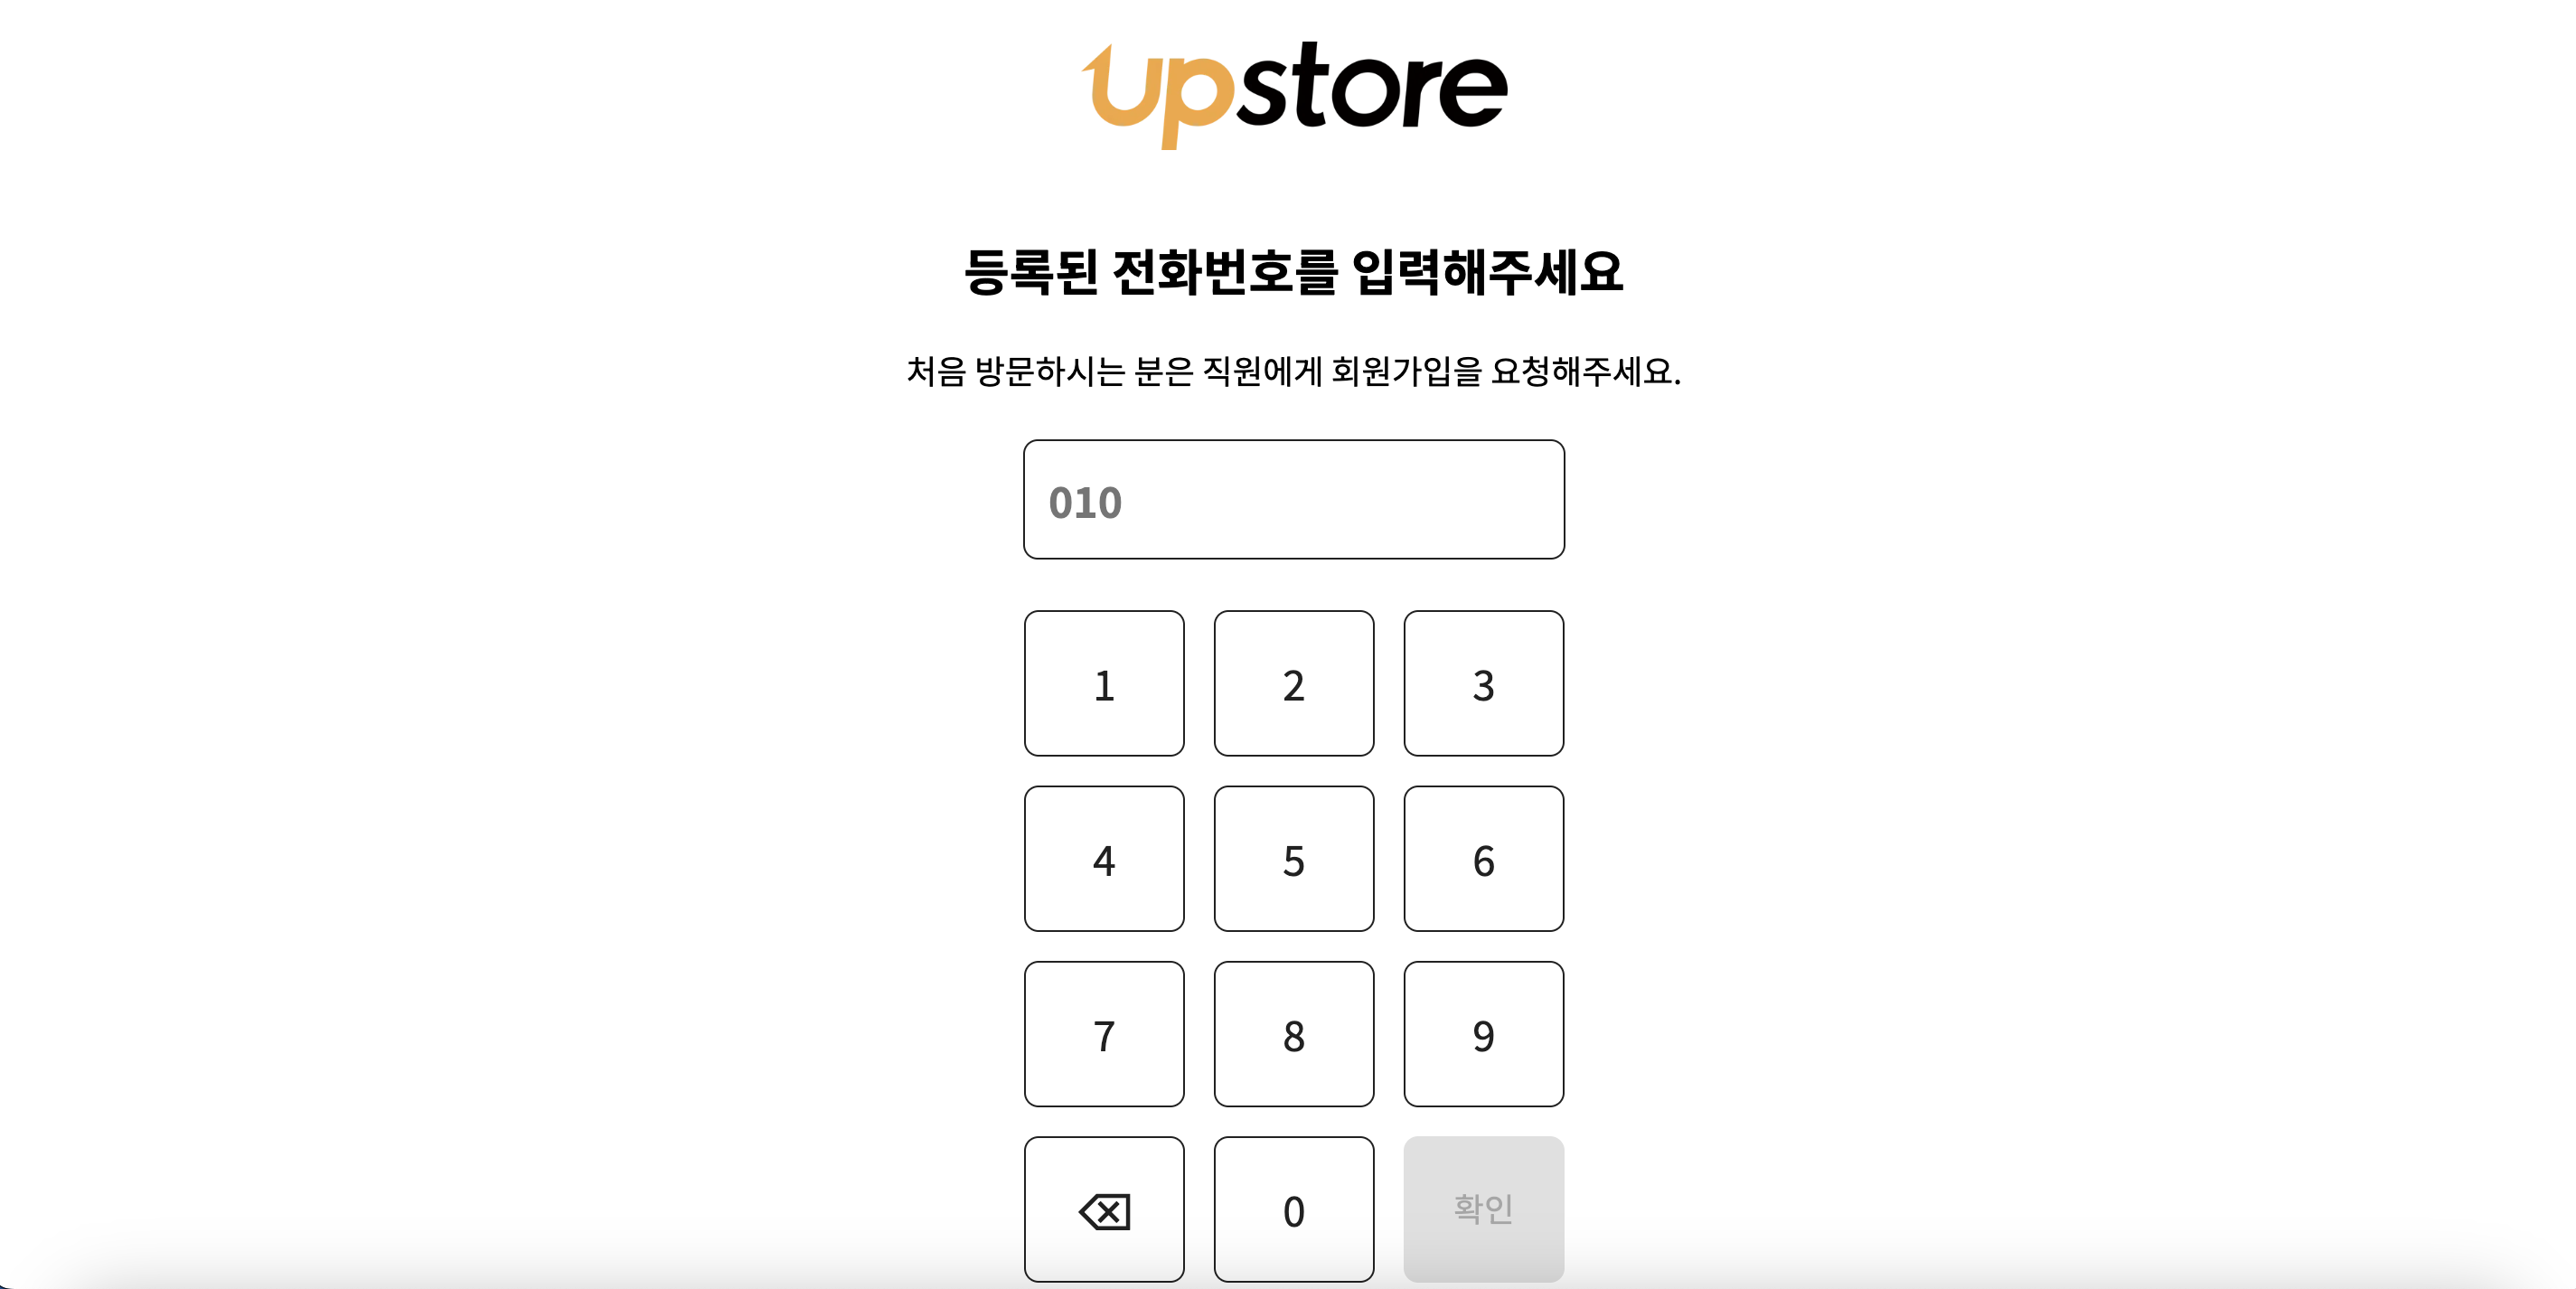 upstore
등록된 전화번호를 입력해주세요
처음 방문하시는 분은 직원에게 회원가입을 요청해주세요.
010
1 2 3
4 5 6
7 8 9
0 확인